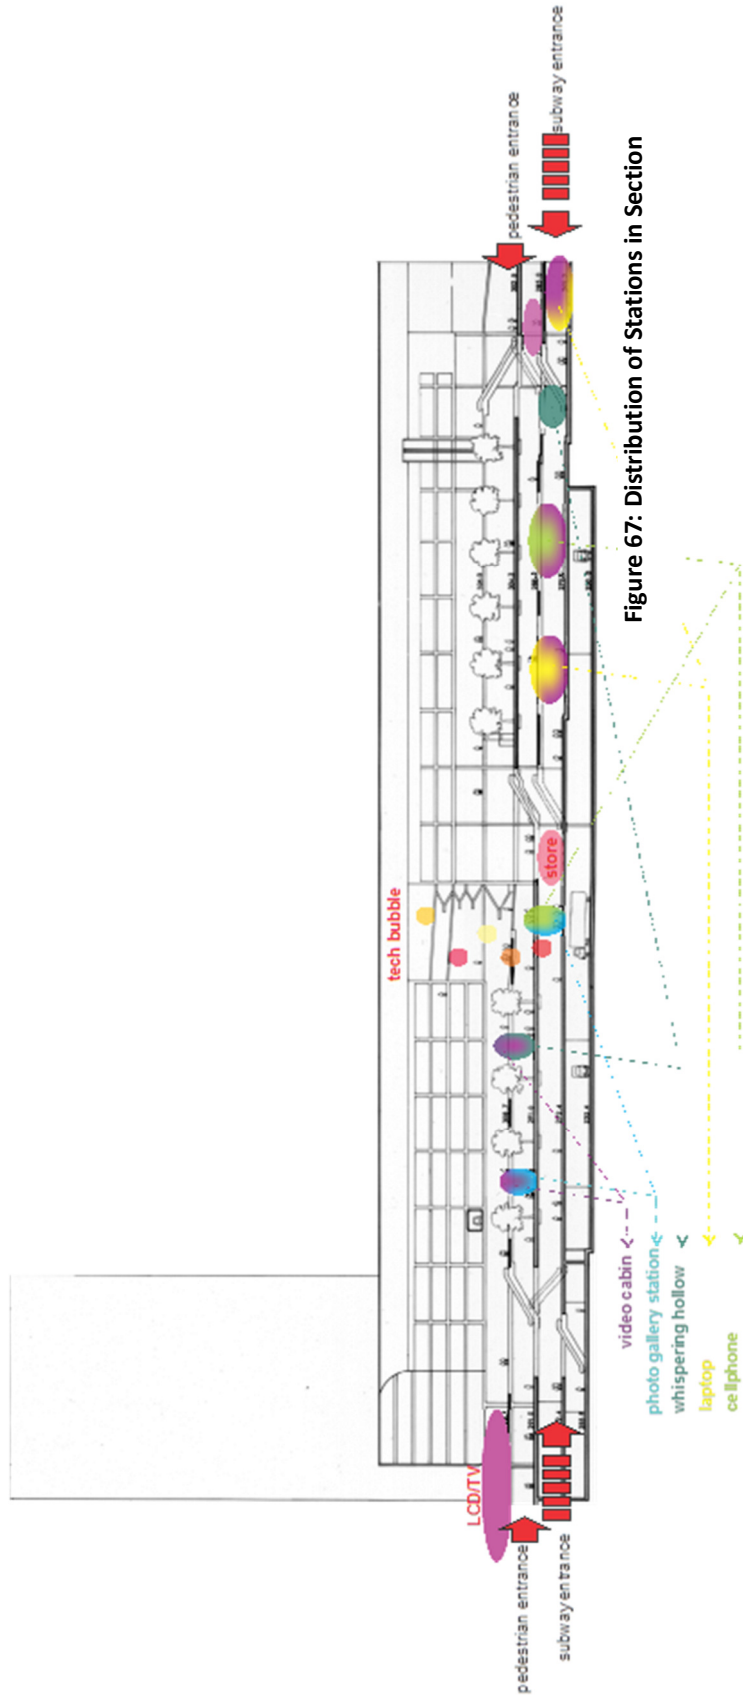 tech bubble
LCD/TV
store
pedestrian entrance
subway entrance
pedestrian entrance
subway entrance
video cabin
photo gallery station
whispering hollow
laptop
cellphone
Figure 67: Distribution of Stations in Section